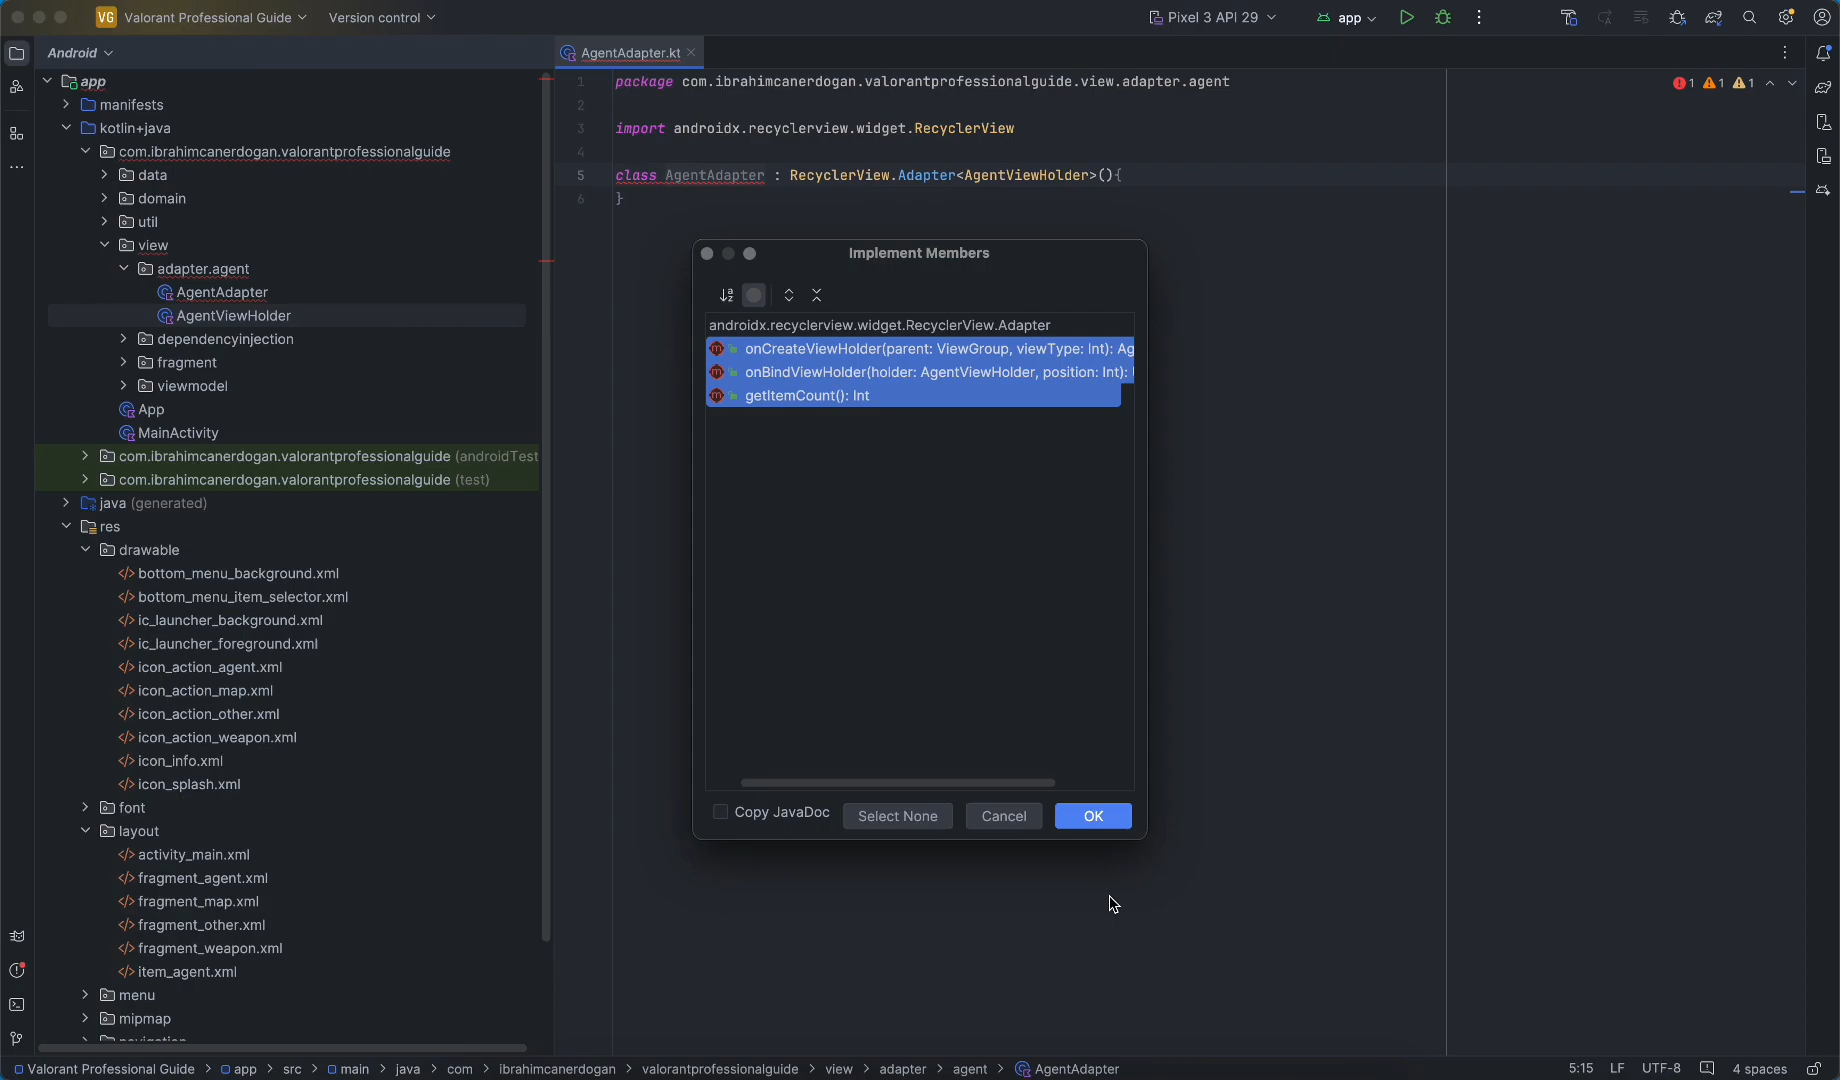 VG Valorant Professional Guide Version control Pixel 3 API 29 app
Android
AgentAdapter.kt
app
manifests
kotlin+java
com.ibrahimcanerdogan.valorantprofessionalguide
data
domain
util
view
adapter.agent
AgentAdapter
AgentViewHolder
dependencyinjection
fragment
viewmodel
App
MainActivity
com.ibrahimcanerdogan.valorantprofessionalguide (androidTest
com.ibrahimcanerdogan.valorantprofessionalguide (test)
java (generated)
res
drawable
bottom_menu_background.xml
bottom_menu_item_selector.xml
ic_launcher_background.xml
ic_launcher_foreground.xml
icon_action_agent.xml
icon_action_map.xml
icon_action_other.xml
icon_action_weapon.xml
icon_info.xml
icon_splash.xml
font
layout
activity_main.xml
fragment_agent.xml
fragment_map.xml
fragment_other.xml
fragment_weapon.xml
item_agent.xml
menu
mipmap
1 package com.ibrahimcanerdogan.valorantprofessionalguide.view.adapter.agent
2
3 import androidx.recyclerview.widget.RecyclerView
4
5 class AgentAdapter : RecyclerView.Adapter<AgentViewHolder>(){
6 }
1 1 1
Implement Members
androidx.recyclerview.widget.RecyclerView.Adapter
onCreateViewHolder(parent: ViewGroup, viewType: Int): Ag
onBindViewHolder(holder: AgentViewHolder, position: Int):
getItemCount(): Int
Copy JavaDoc Select None Cancel OK
Valorant Professional Guide > app > src > main > java > com > ibrahimcanerdogan > valorantprofessionalguide > view > adapter > agent > AgentAdapter 5:15 LF UTF-8 4 spaces